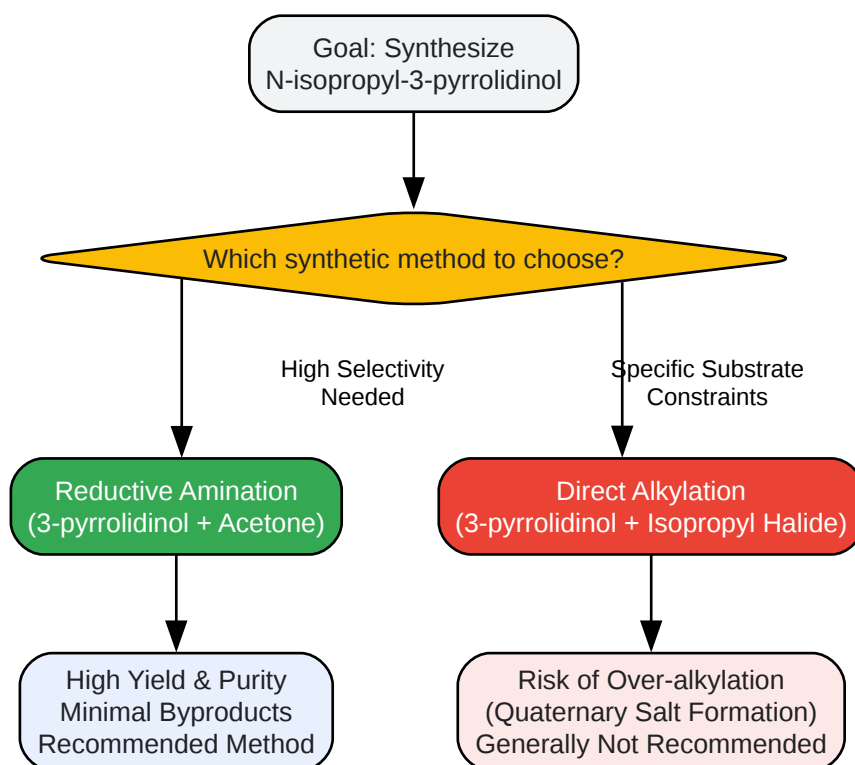 Goal: Synthesize
N-isopropyl-3-pyrrolidinol
Which synthetic method to choose?
High Selectivity
Needed
Specific Substrate
Constraints
Reductive Amination
(3-pyrrolidinol + Acetone)
Direct Alkylation
(3-pyrrolidinol + Isopropyl Halide)
High Yield & Purity
Minimal Byproducts
Recommended Method
Risk of Over-alkylation
(Quaternary Salt Formation)
Generally Not Recommended